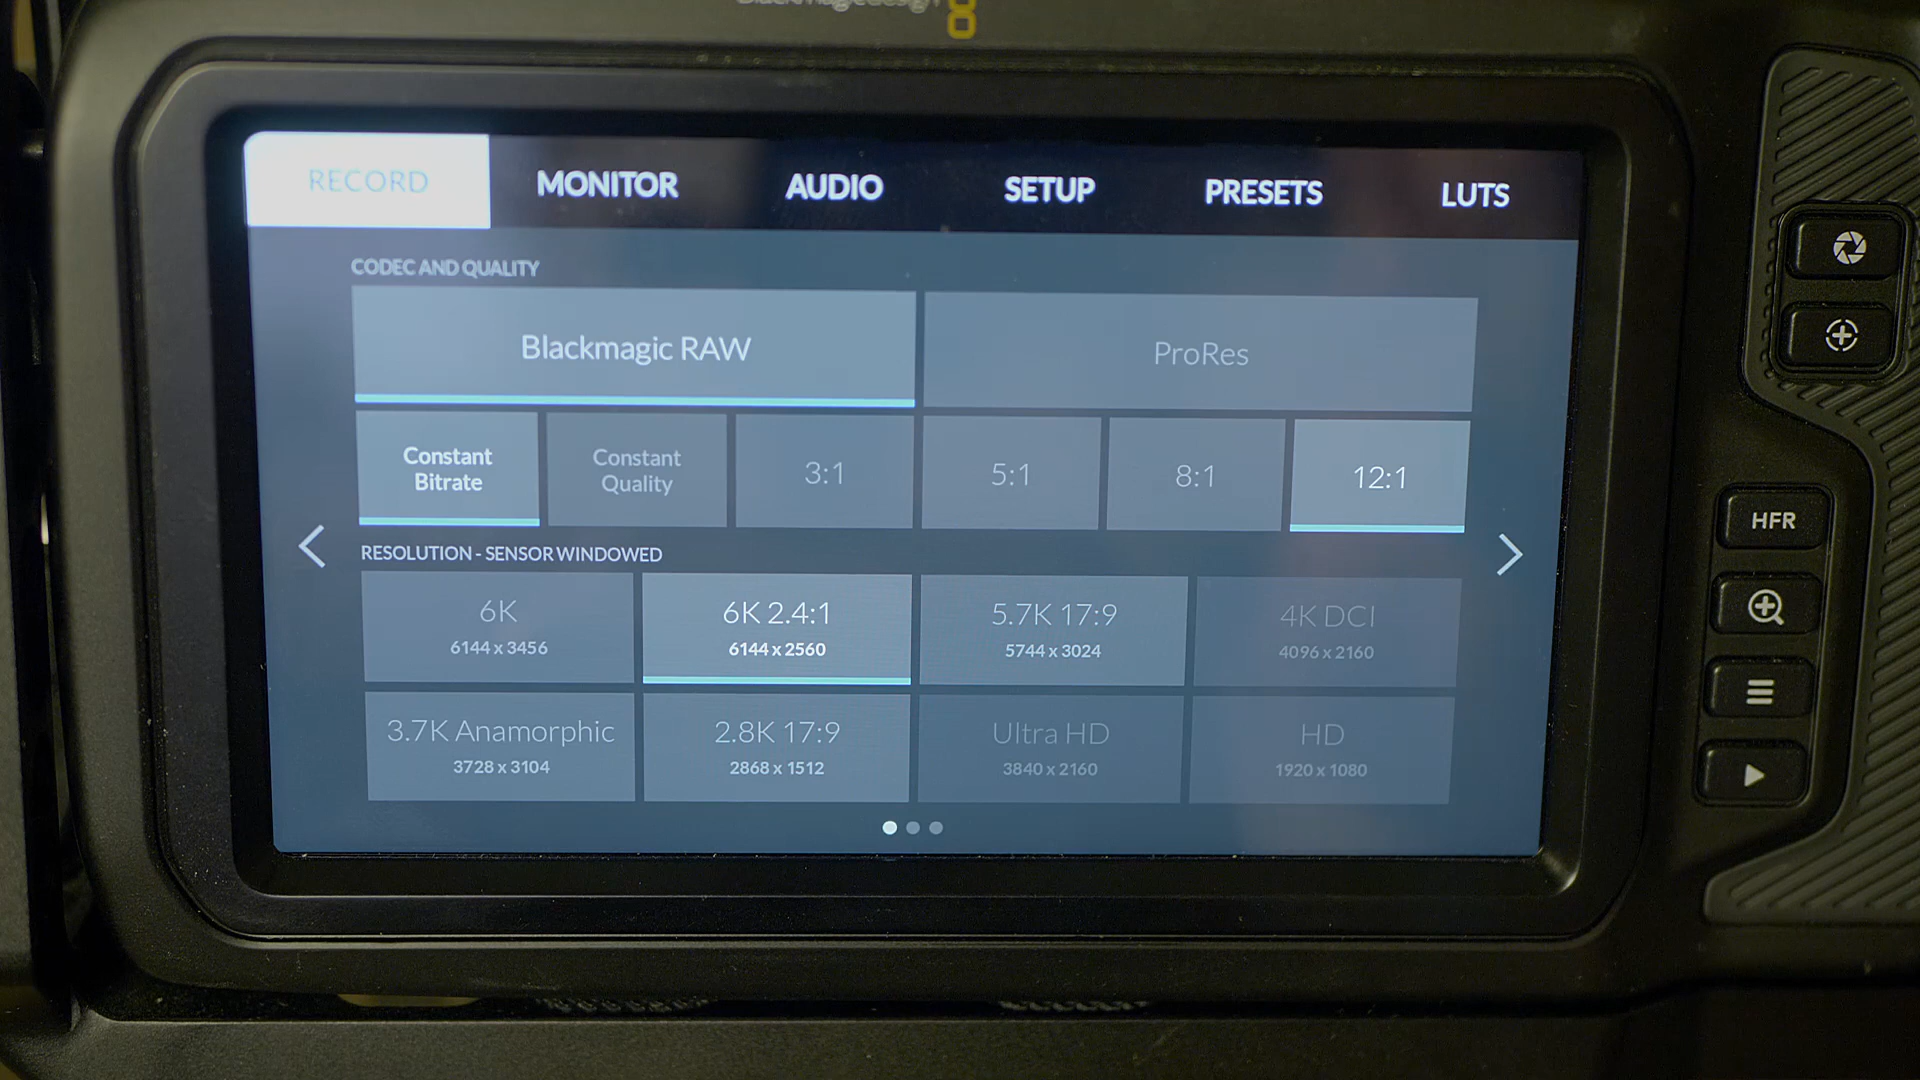 RECORD MONITOR AUDIO SETUP PRESETS LUTS
CODEC AND QUALITY
Blackmagic RAW ProRes
Constant Bitrate Constant Quality 3:1 5:1 8:1 12:1
HFR
RESOLUTION - SENSOR WINDOWED
6K 6K 2.4:1 5.7K 17:9 4K DCI
6144 x 3456 6144 x 2560 5744 x 3024 4096 x 2160
3.7K Anamorphic 2.8K 17:9 Ultra HD HD
3728 x 3104 2868 x 1512 3840 x 2160 1920 x 1080